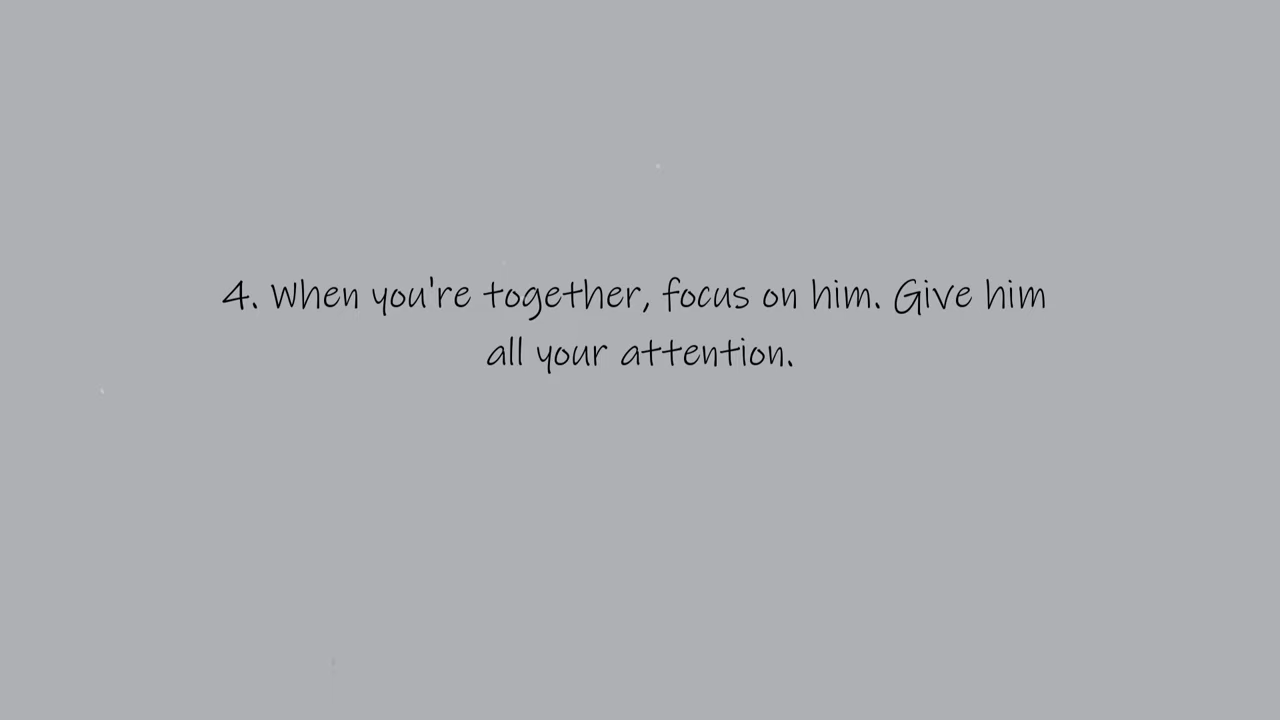 4. When you're together, focus on him. Give him
all your attention.